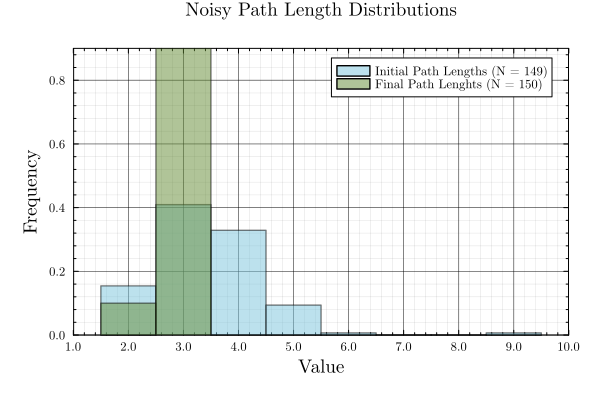 Noisy Path Length Distributions
Initial Path Lengths (N = 149)
Final Path Lenghts (N = 150)
Frequency
0.8
0.6
0.4
0.2
0.0
1.0 2.0 3.0 4.0 5.0 6.0 7.0 8.0 9.0 10.0
Value